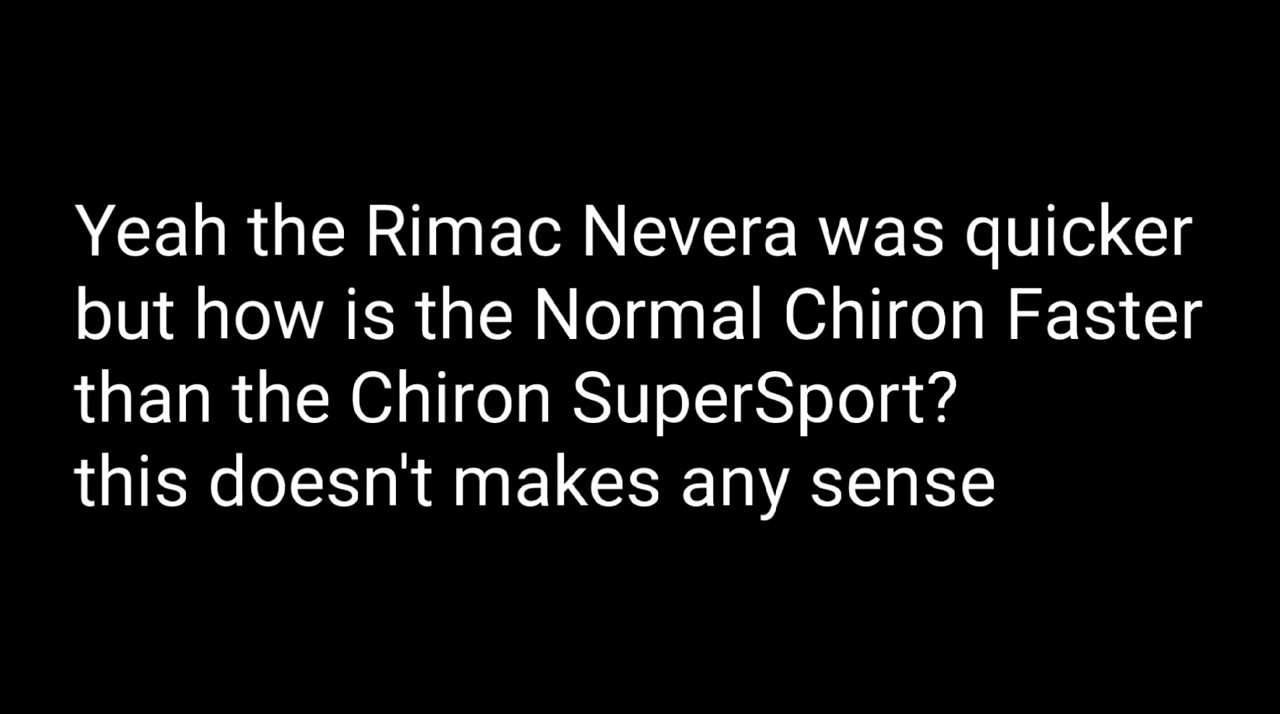 Yeah the Rimac Nevera was quicker
but how is the Normal Chiron Faster
than the Chiron SuperSport?
this doesn't makes any sense